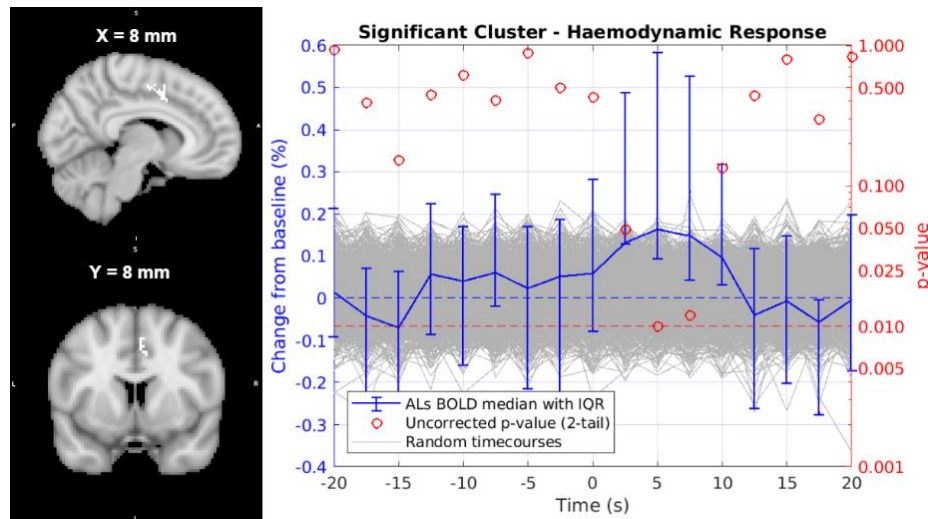 S
X = 8 mm
P
A
I
S
Y = 8 mm
L
R
I
Significant Cluster - Haemodynamic Response
Change from baseline (%)
0.6
0.5
0.4
0.3
0.2
0.1
0
-0.1
-0.2
-0.3
-0.4
1.000
0.500
0.100
0.050
0.025
0.010
0.005
0.001
p-value
ALs BOLD median with IQR
Uncorrected p-value (2-tail)
Random timecourses
-20 -15 -10 -5 0 5 10 15 20
Time (s)